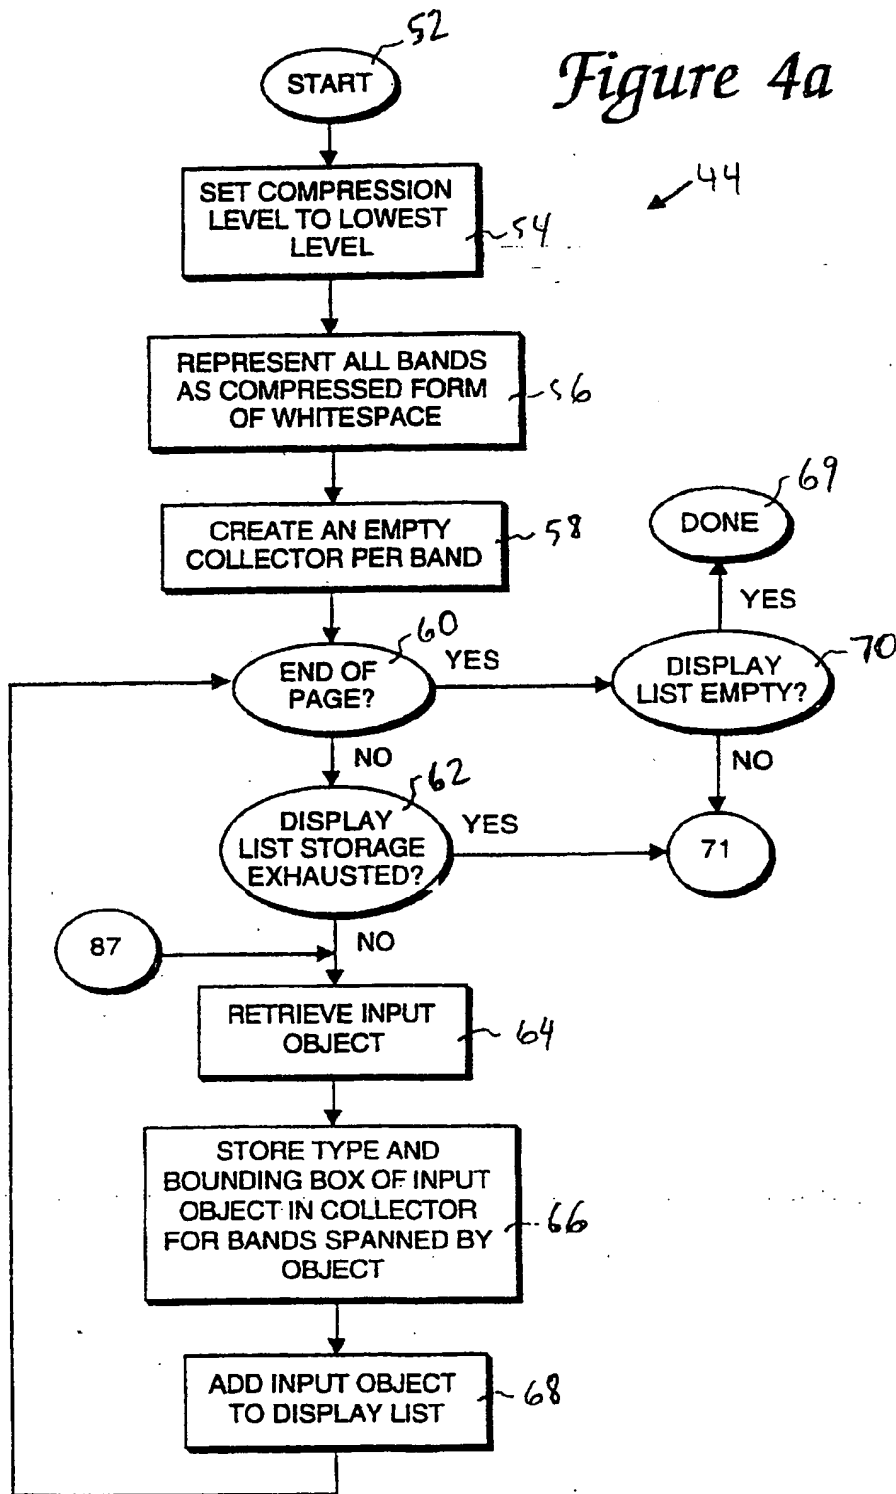 52
START
Figure 4a
44
SET COMPRESSION
LEVEL TO LOWEST
LEVEL
54
REPRESENT ALL BANDS
AS COMPRESSED FORM
OF WHITESPACE
56
CREATE AN EMPTY
COLLECTOR PER BAND
58
69
DONE
YES
60
END OF
PAGE?
YES
70
DISPLAY
LIST EMPTY?
NO
NO
62
DISPLAY
LIST STORAGE
EXHAUSTED?
YES
71
87
NO
RETRIEVE INPUT
OBJECT
64
STORE TYPE AND
BOUNDING BOX OF INPUT
OBJECT IN COLLECTOR
FOR BANDS SPANNED BY
OBJECT
66
ADD INPUT OBJECT
TO DISPLAY LIST
68